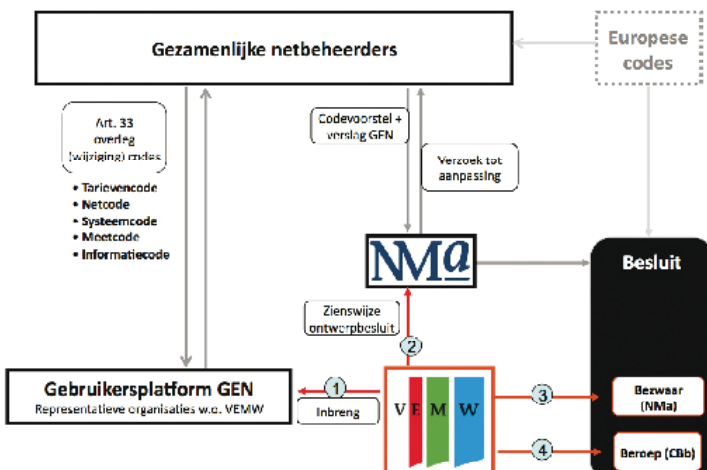 Gezamenlijke netbeheerders
Europese
codes
Art. 33
overleg
(wijziging) codes
• Tarievencode
• Netcode
• Systeemcode
• Meetcode
• Informatiecode
Codevoorstel +
verslag GEN
Verzoek tot
aanpassing
NMa
Besluit
Zienswijze
ontwerpbesluit
2
Gebruikersplatform GEN
Representatieve organisaties w.o. VEMW
1
Inbreng
V E M W
3
Bezwaar
(NMa)
4
Beroep (CBb)